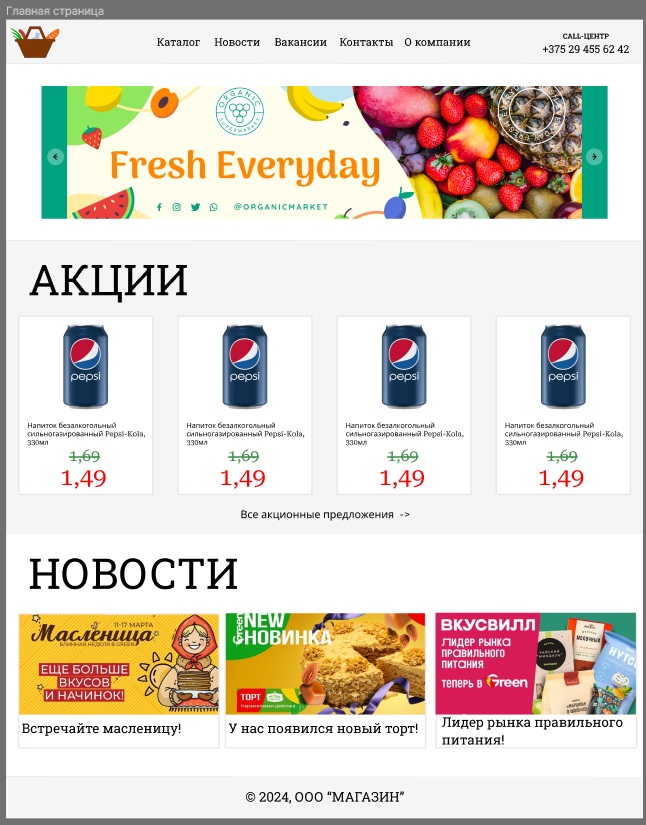 Главная страница
Каталог Новости Вакансии Контакты О компании
CALL-ЦЕНТР
+375 29 455 62 42
ORGANIC
SUPERMARKET
Fresh Everyday
@ORGANICMARKET
АКЦИИ
pepsi pepsi pepsi pepsi
Напиток безалкогольный
сильногазированный Pepsi-Kola,
330мл
1,69
1,49
Напиток безалкогольный
сильногазированный Pepsi-Kola,
330мл
1,69
1,49
Напиток безалкогольный
сильногазированный Pepsi-Kola,
330мл
1,69
1,49
Напиток безалкогольный
сильногазированный Pepsi-Kola,
330мл
1,69
1,49
Все акционные предложения ->
НОВОСТИ
11-17 МАРТА
Масленица
БЛИННАЯ НЕДЕЛЯ В GREEN
ЕЩЕ БОЛЬШЕ
ВКУСОВ
И НАЧИНОК!
Встречайте масленицу!
Green
NEW
НОВИНКА
ТОРТ
У нас появился новый торт!
ВКУСВИЛЛ
Лидер рынка
правильного
питания
теперь в Green
Лидер рынка правильного
питания!
© 2024, ООО “МАГАЗИН”